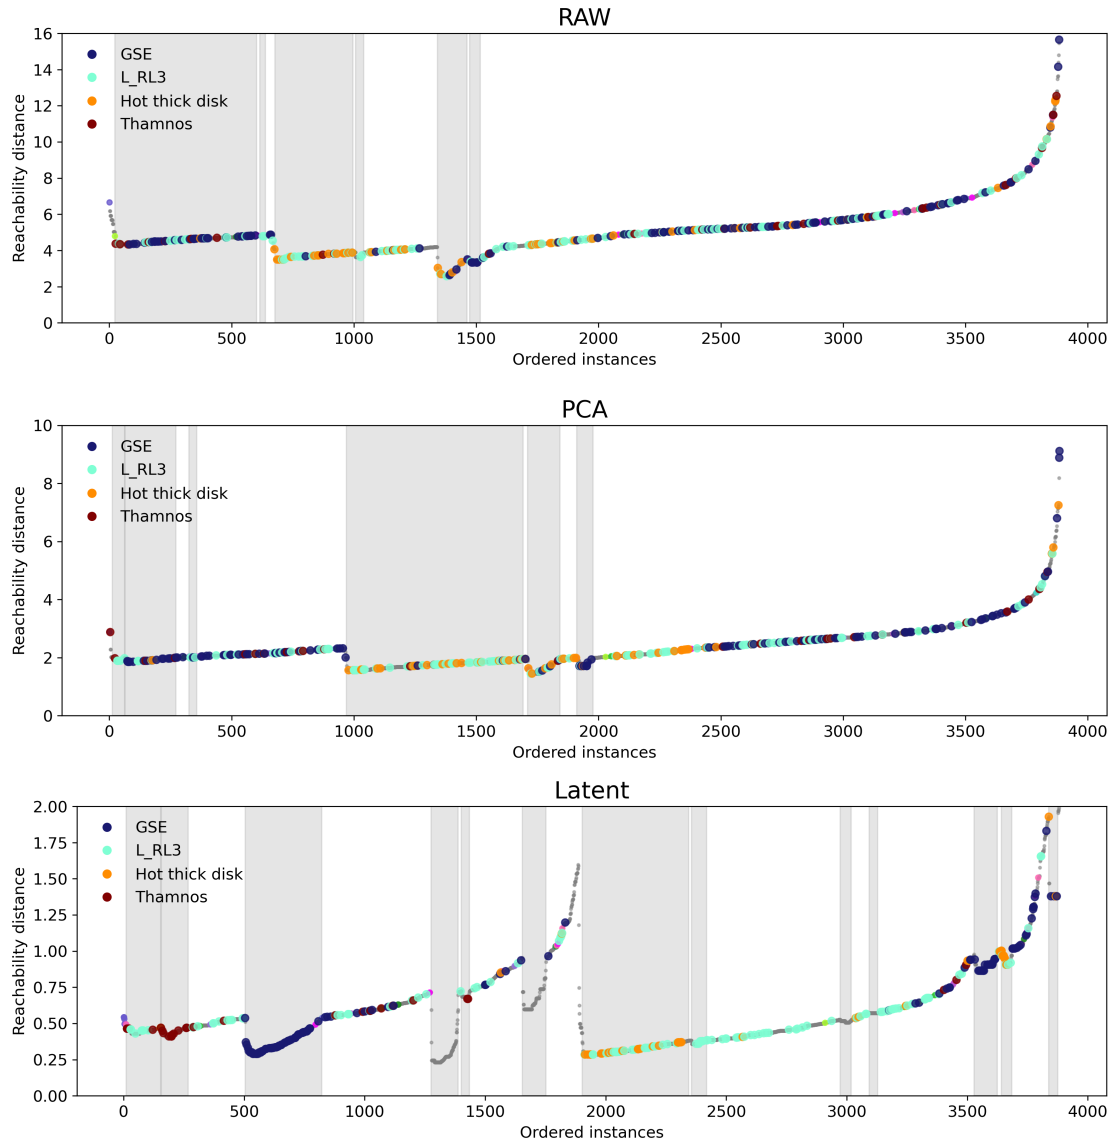 RAW
16
14
12
10
8
6
4
2
0
Reachability distance
GSE
L_RL3
Hot thick disk
Thamnos
0 500 1000 1500 2000 2500 3000 3500 4000
Ordered instances
PCA
10
8
6
4
2
0
Reachability distance
GSE
L_RL3
Hot thick disk
Thamnos
0 500 1000 1500 2000 2500 3000 3500 4000
Ordered instances
Latent
2.00
1.75
1.50
1.25
1.00
0.75
0.50
0.25
0.00
Reachability distance
GSE
L_RL3
Hot thick disk
Thamnos
0 500 1000 1500 2000 2500 3000 3500 4000
Ordered instances